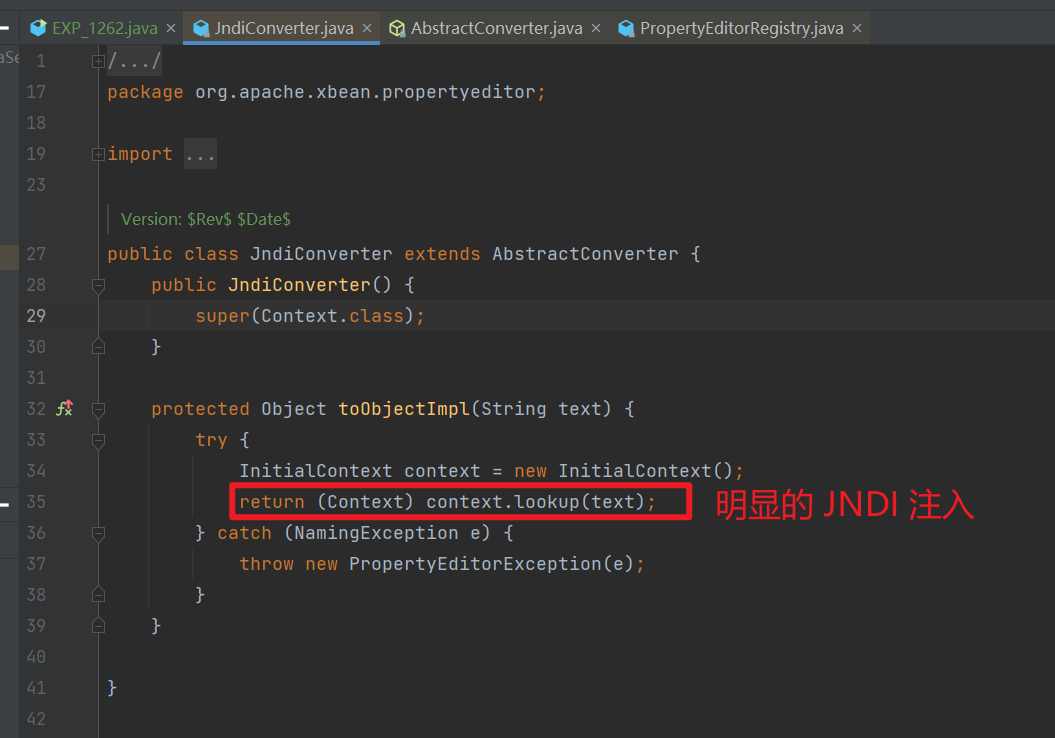 EXP_1262.java × JndiConverter.java × AbstractConverter.java × PropertyEditorRegistry.java ×
aSe
1 /.../
17 package org.apache.xbean.propertyeditor;
18
19 import ...
23
Version: $Rev$ $Date$
27 public class JndiConverter extends AbstractConverter {
28 public JndiConverter() {
29 super(Context.class);
30 }
31
32 protected Object toObjectImpl(String text) {
33 try {
34 InitialContext context = new InitialContext();
35 return (Context) context.lookup(text); 明显的 JNDI 注入
36 } catch (NamingException e) {
37 throw new PropertyEditorException(e);
38 }
39 }
40
41 }
42